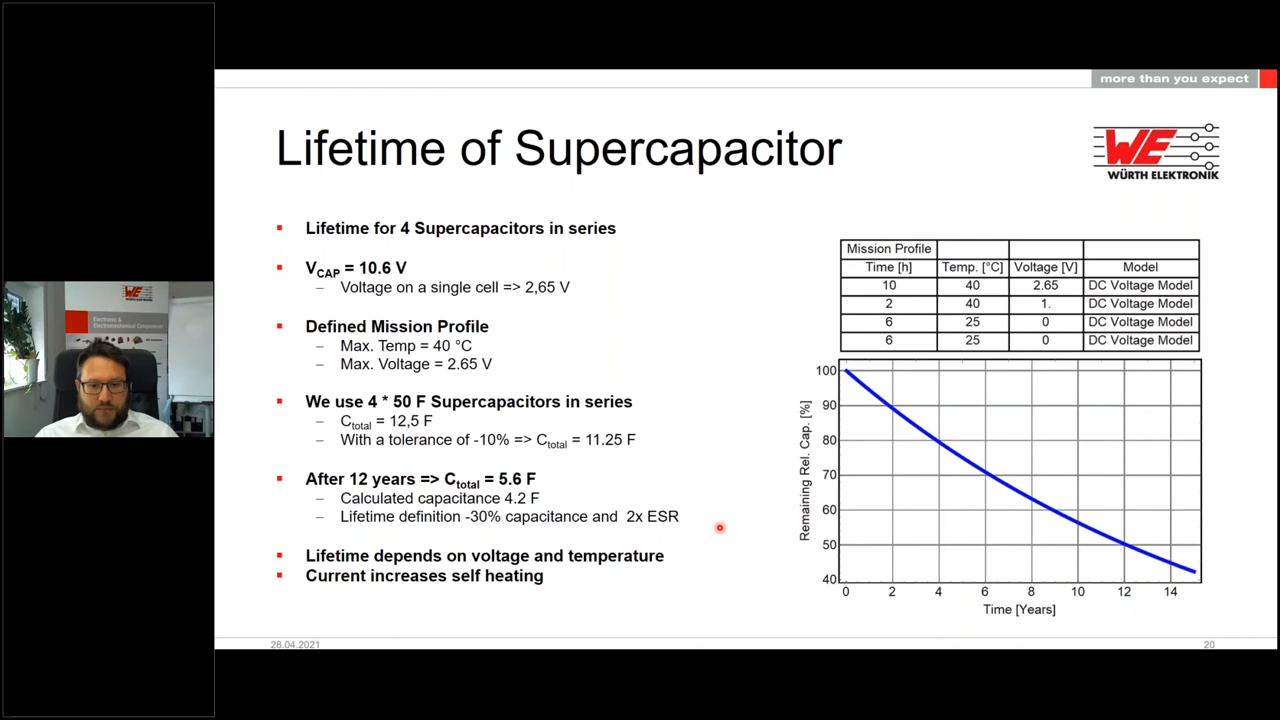 more than you expect
Lifetime of Supercapacitor
WE
WÜRTH ELEKTRONIK
Lifetime for 4 Supercapacitors in series
VCAP = 10.6 V
Voltage on a single cell => 2,65 V
Defined Mission Profile
Max. Temp = 40 °C
Max. Voltage = 2.65 V
We use 4 * 50 F Supercapacitors in series
Ctotal = 12,5 F
With a tolerance of -10% => Ctotal = 11.25 F
After 12 years => Ctotal = 5.6 F
Calculated capacitance 4.2 F
Lifetime definition -30% capacitance and 2x ESR
Lifetime depends on voltage and temperature
Current increases self heating
Mission Profile
Time [h] Temp. [°C] Voltage [V] Model
10 40 2.65 DC Voltage Model
2 40 1. DC Voltage Model
6 25 0 DC Voltage Model
6 25 0 DC Voltage Model
Remaining Rel. Cap. [%]
100
90
80
70
60
50
40
0 2 4 6 8 10 12 14
Time [Years]
28.04.2021
20
WE
Electronic &
Electromechanical Components